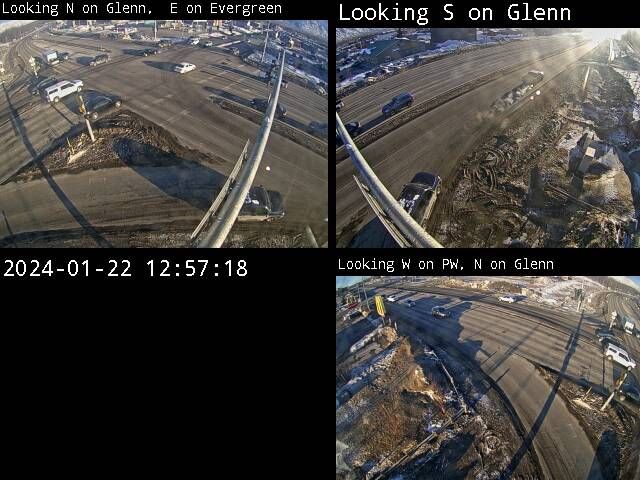 Looking N on Glenn,  E on Evergreen
Looking S on Glenn
2024-01-22 12:57:18
Looking W on PW, N on Glenn